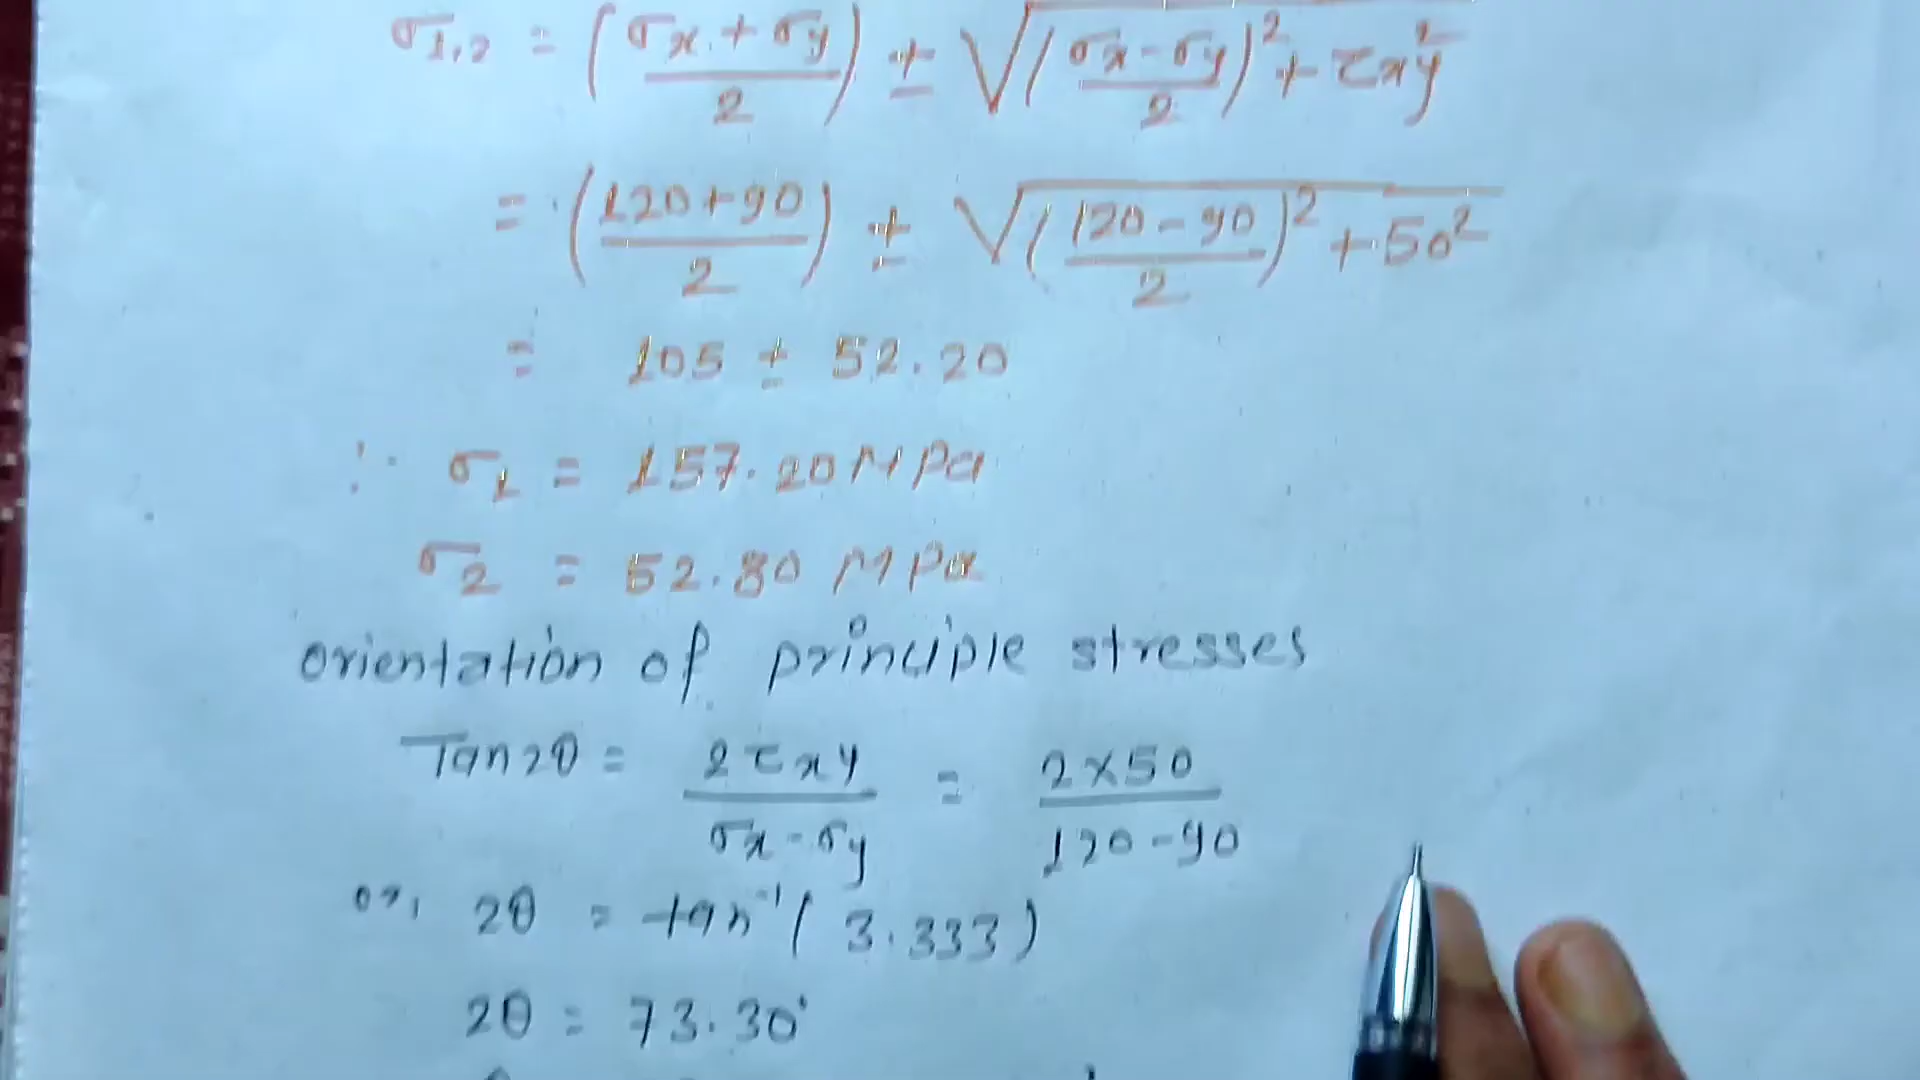 σ1,2 = (σx + σy / 2) ± √((σx - σy / 2)² + τxy²)
= (120+90 / 2) ± √((120-90 / 2)² + 50²)
= 105 ± 52.20
∴ σ1 = 157.20 MPa
σ2 = 52.80 MPa
orientation of principle stresses
Tan2θ = 2τxy / σx - σy = 2×50 / 120-90
or, 2θ = tan⁻¹(3.333)
2θ = 73.30°